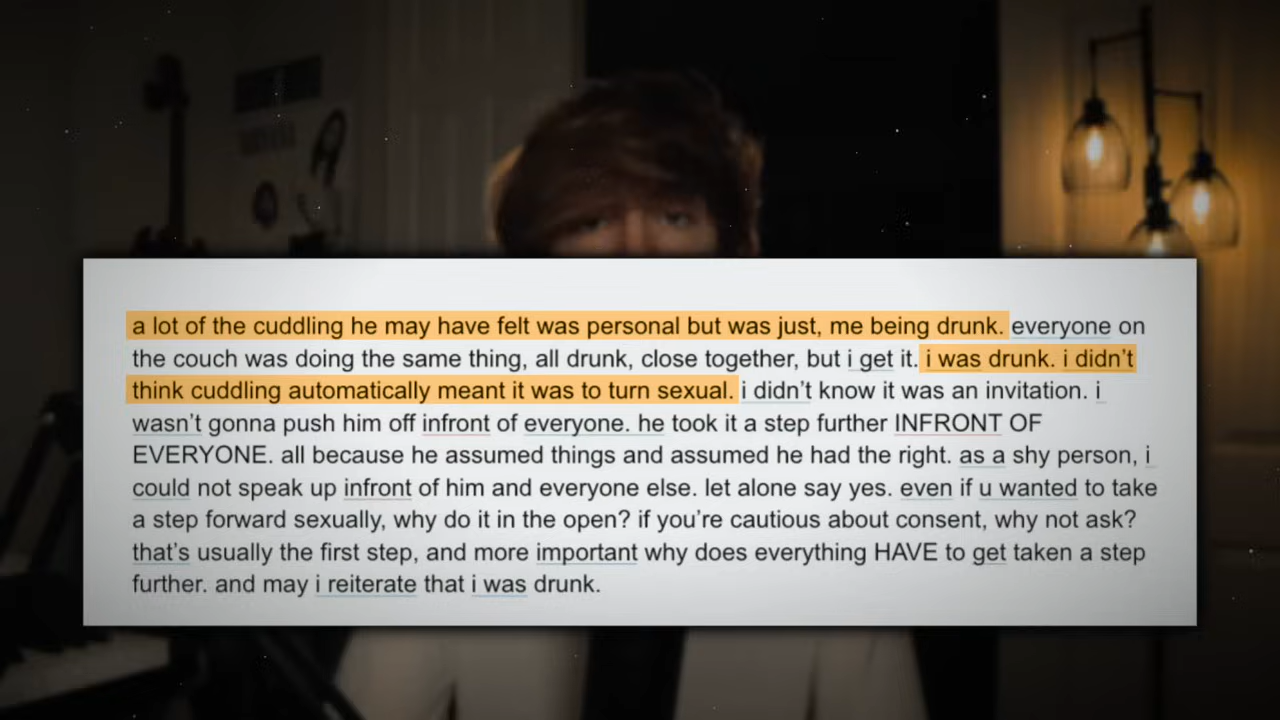 a lot of the cuddling he may have felt was personal but was just, me being drunk. everyone on
the couch was doing the same thing, all drunk, close together, but i get it. i was drunk. i didn't
think cuddling automatically meant it was to turn sexual. i didn't know it was an invitation. i
wasn't gonna push him off infront of everyone. he took it a step further INFRONT OF
EVERYONE. all because he assumed things and assumed he had the right. as a shy person, i
could not speak up infront of him and everyone else. let alone say yes. even if u wanted to take
a step forward sexually, why do it in the open? if you're cautious about consent, why not ask?
that's usually the first step, and more important why does everything HAVE to get taken a step
further. and may i reiterate that i was drunk.